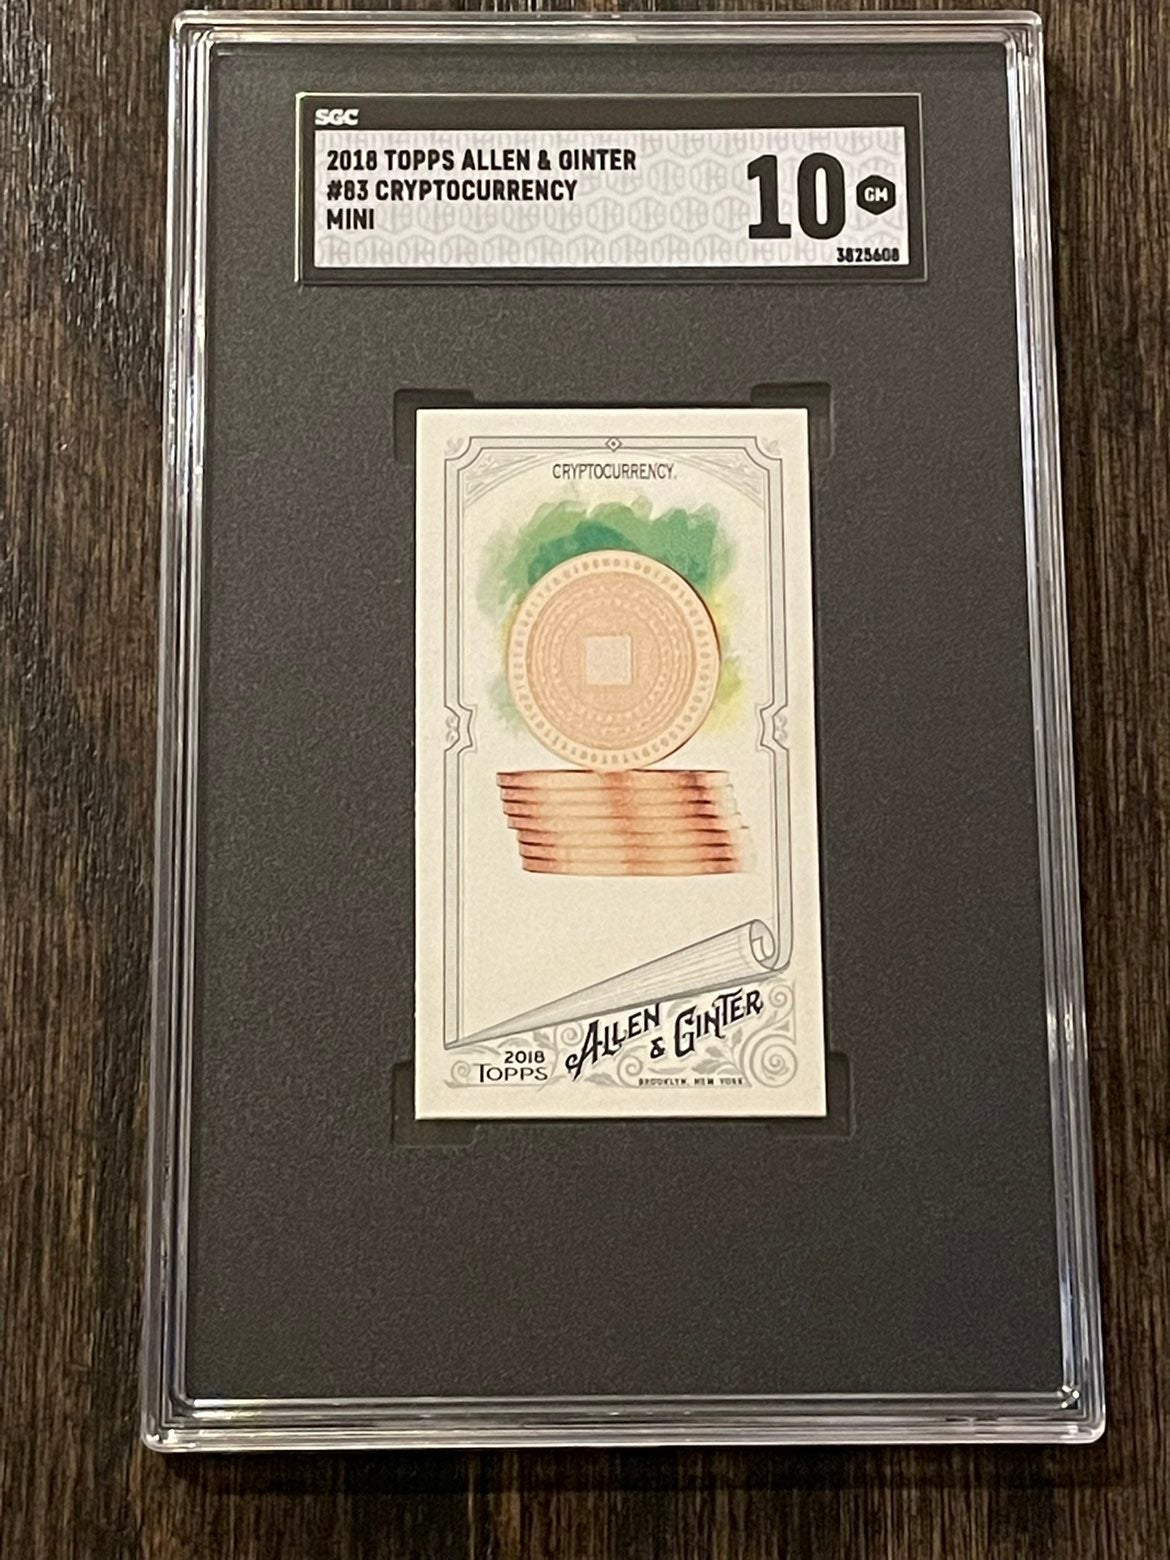 SGC
2018 TOPPS ALLEN & GINTER
#83 CRYPTOCURRENCY
MINI
10
GM
3825608
CRYPTOCURRENCY.
ALLEN
& GINTER
2018
TOPPS
BROOKLYN, NEW YORK